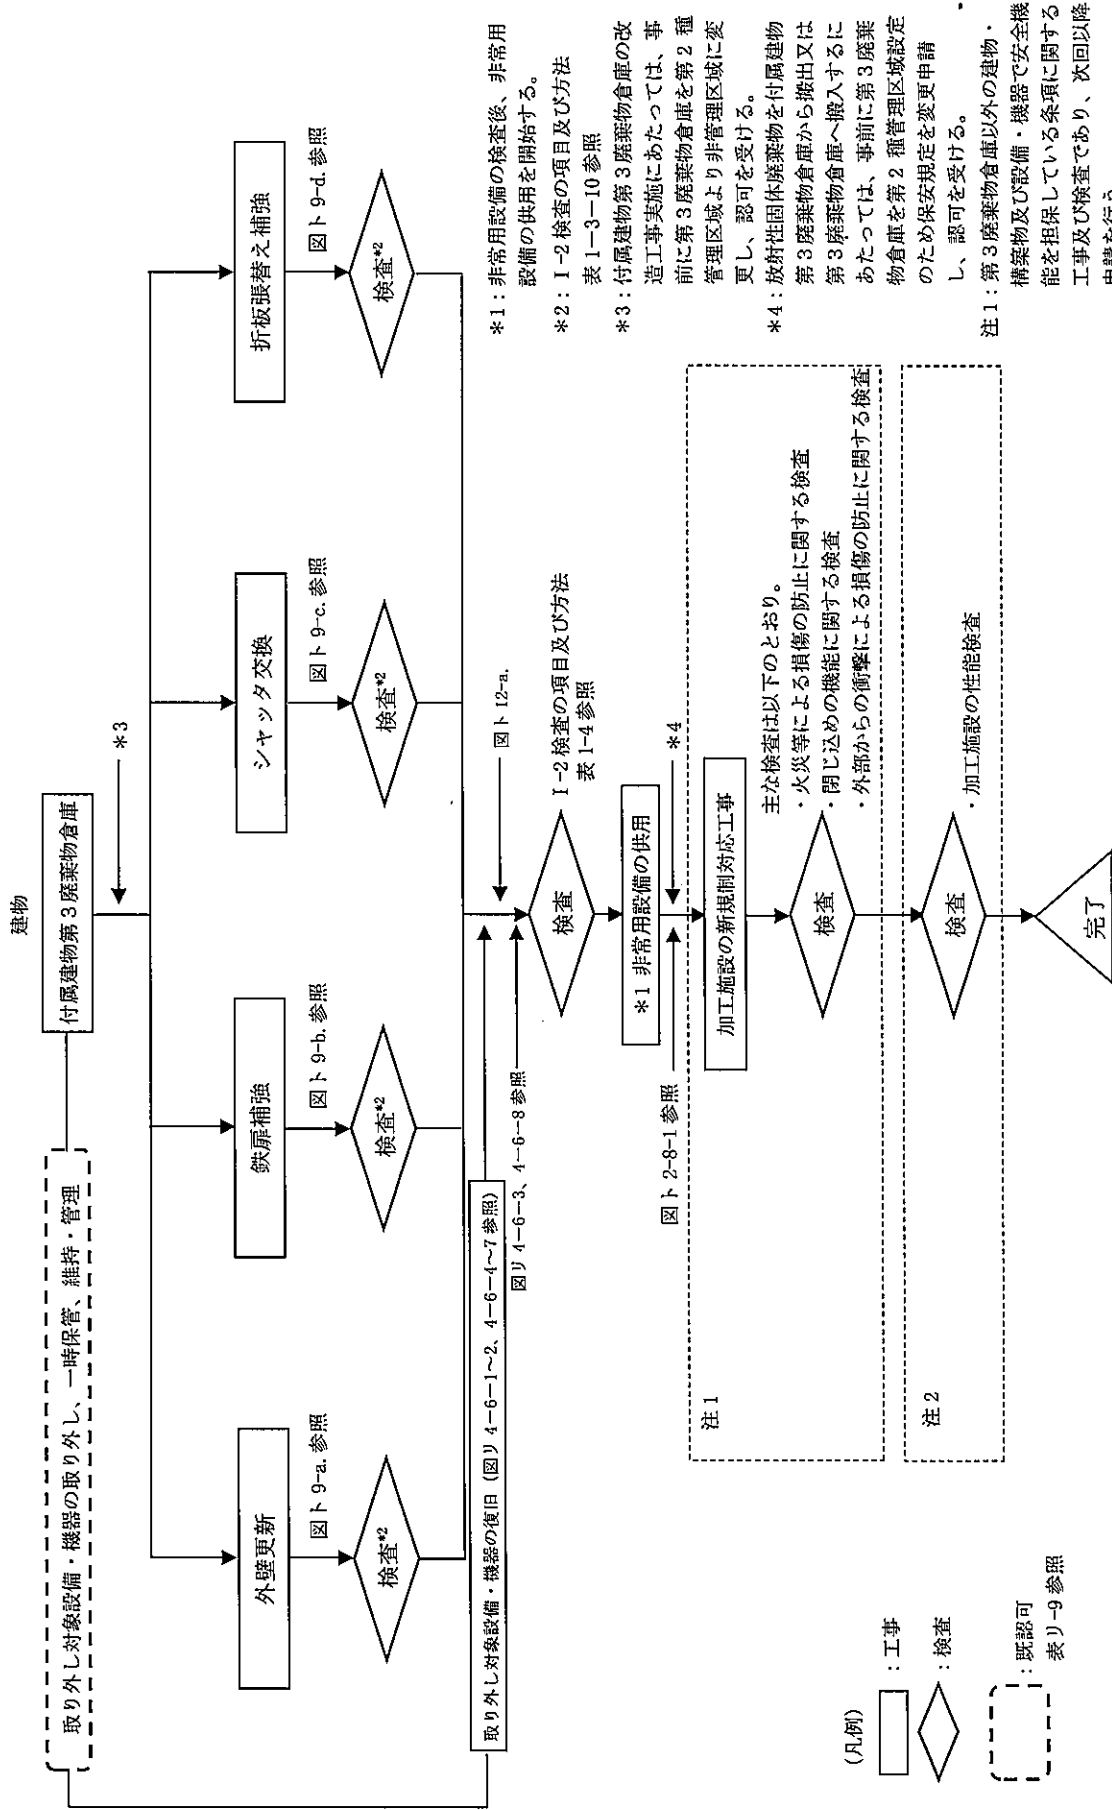 建物
付属建物第3廃棄物倉庫
取り外し対象設備・機器の取り外し、一時保管、維持・管理
*3
外壁更新
図ト 9-a. 参照
検査*2
鉄扉補強
図ト 9-b. 参照
検査*2
シャッタ交換
図ト 9-c. 参照
検査*2
折板張替え補強
図ト 9-d. 参照
検査*2
取り外し対象設備・機器の復旧（図リ 4-6-1~2、4-6-4~7 参照）
図リ 4-6-3、4-6-8 参照
図ト 12-a.
検査
I-2 検査の項目及び方法
表 1-4 参照
*1 非常用設備の供用
図ト 2-8-1 参照
*4
注 1
加工施設の新規制対応工事
検査
主な検査は以下のとおり。
・火災等による損傷の防止に関する検査
・閉じ込めの機能に関する検査
・外部からの衝撃による損傷の防止に関する検査
注 2
検査
・加工施設の性能検査
完了
*1：非常用設備の検査後、非常用
設備の供用を開始する。
*2：I-2 検査の項目及び方法
表 1-3-10 参照
*3：付属建物第3廃棄物倉庫の改
造工事実施にあたっては、事
前に第3廃棄物倉庫を第2種
管理区域より非管理区域に変
更し、認可を受ける。
*4：放射性固体廃棄物を付属建物
第3廃棄物倉庫から搬出又は
第3廃棄物倉庫へ搬入するに
あたっては、事前に第3廃棄
物倉庫を第2種管理区域設定
のため保安規定を変更申請
し、認可を受ける。
注 1：第3廃棄物倉庫以外の建物・
構築物及び設備・機器で安全機
能を担保している条項に関する
工事及び検査であり、次回以降
申請を行う
(凡例)
：工事
：検査
：既認可
表リ-9 参照